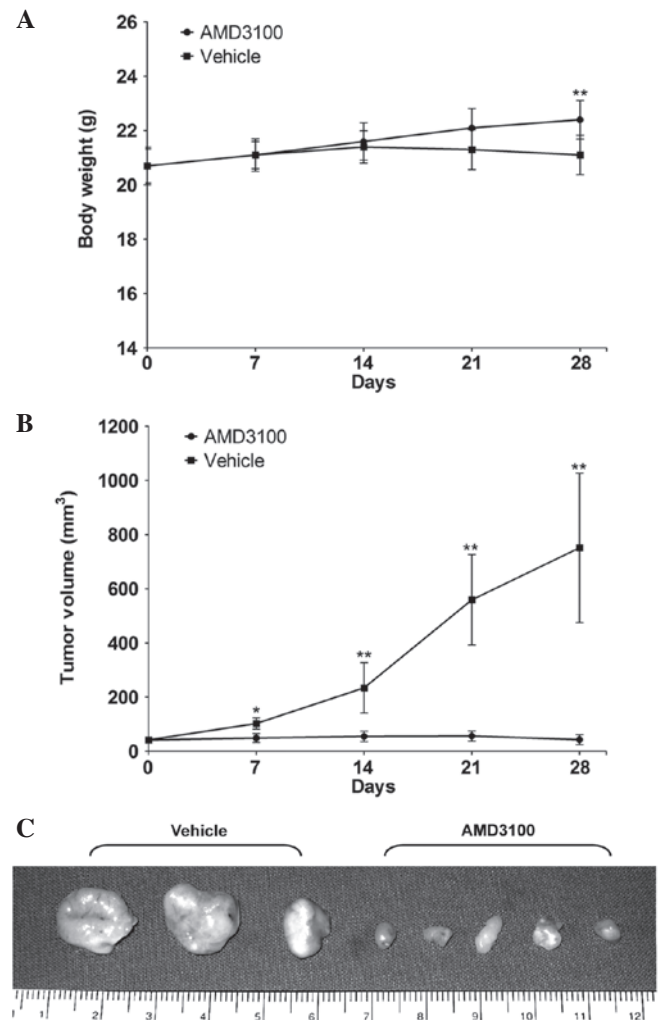 A
AMD3100
Vehicle
**
Body weight (g)
26
24
22
20
18
16
14
0 7 14 21 28
Days
B
AMD3100
Vehicle
Tumor volume (mm³)
1200
1000
800
600
400
200
0
*
**
**
**
0 7 14 21 28
Days
C
Vehicle AMD3100
1 2 3 4 5 6 7 8 9 10 11 12